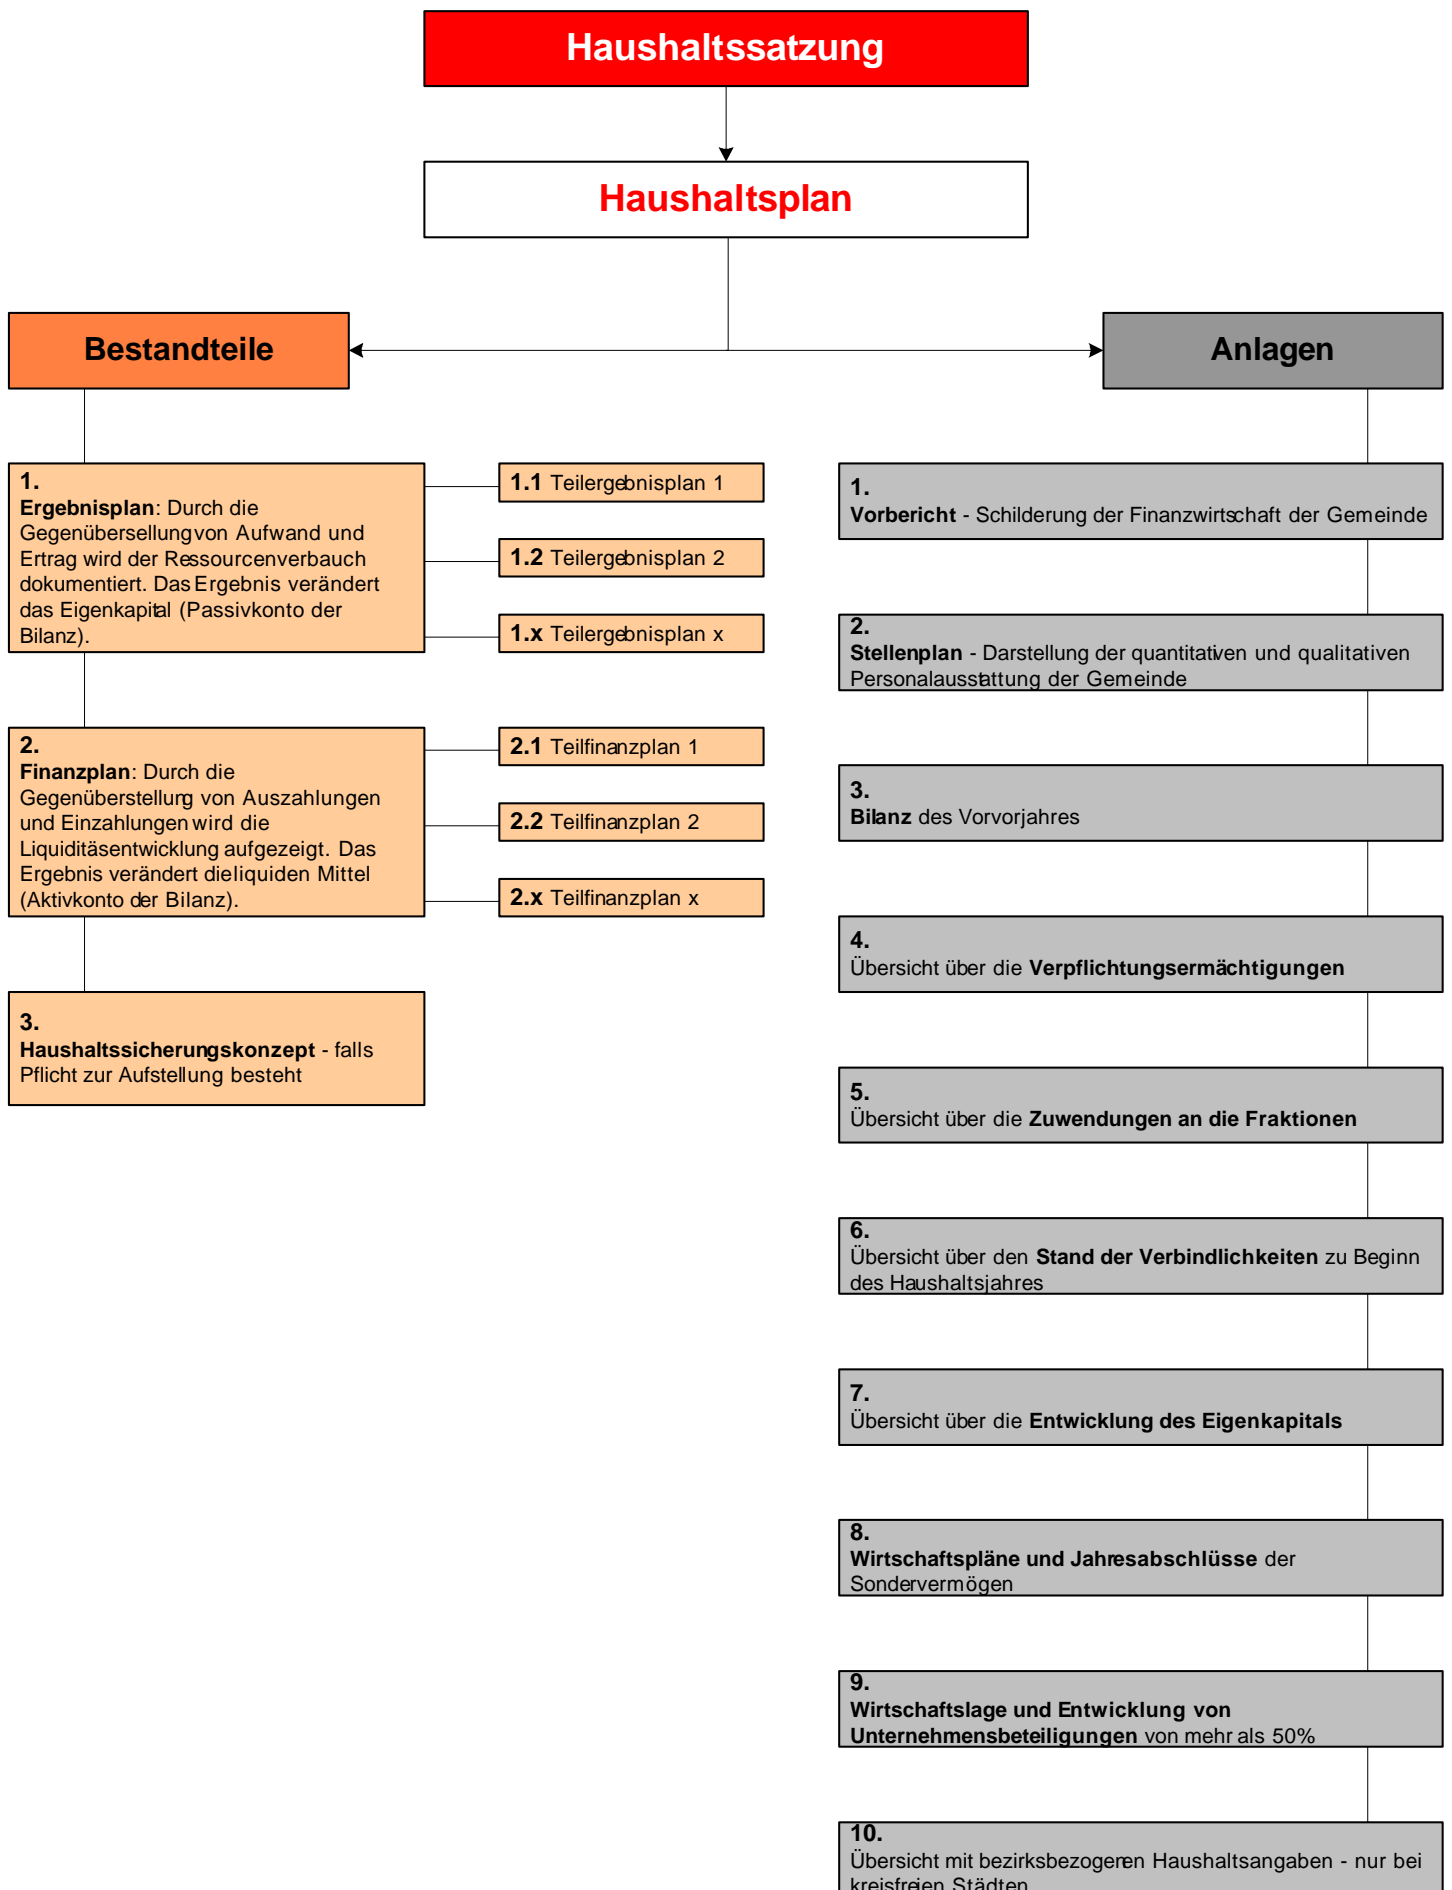 Haushaltssatzung
Haushaltsplan
Bestandteile
Anlagen
1.
Ergebnisplan: Durch die
Gegenübersellung von Aufwand und
Ertrag wird der Ressourcenverbauch
dokumentiert. Das Ergebnis verändert
das Eigenkapital (Passivkonto der
Bilanz).
1.1 Teilergebnisplan 1
1.2 Teilergebnisplan 2
1.x Teilergebnisplan x
2.
Finanzplan: Durch die
Gegenüberstellung von Auszahlungen
und Einzahlungen wird die
Liquiditäsentwicklung aufgezeigt. Das
Ergebnis verändert die liquiden Mittel
(Aktivkonto der Bilanz).
2.1 Teilfinanzplan 1
2.2 Teilfinanzplan 2
2.x Teilfinanzplan x
3.
Haushaltssicherungskonzept - falls
Pflicht zur Aufstellung besteht
1.
Vorbericht - Schilderung der Finanzwirtschaft der Gemeinde
2.
Stellenplan - Darstellung der quantitativen und qualitativen
Personalausstattung der Gemeinde
3.
Bilanz des Vorvorjahres
4.
Übersicht über die Verpflichtungsermächtigungen
5.
Übersicht über die Zuwendungen an die Fraktionen
6.
Übersicht über den Stand der Verbindlichkeiten zu Beginn
des Haushaltsjahres
7.
Übersicht über die Entwicklung des Eigenkapitals
8.
Wirtschaftspläne und Jahresabschlüsse der
Sondervermögen
9.
Wirtschaftslage und Entwicklung von
Unternehmensbeteiligungen von mehr als 50%
10.
Übersicht mit bezirksbezogenen Haushaltsangaben - nur bei
kreisfreien Städten